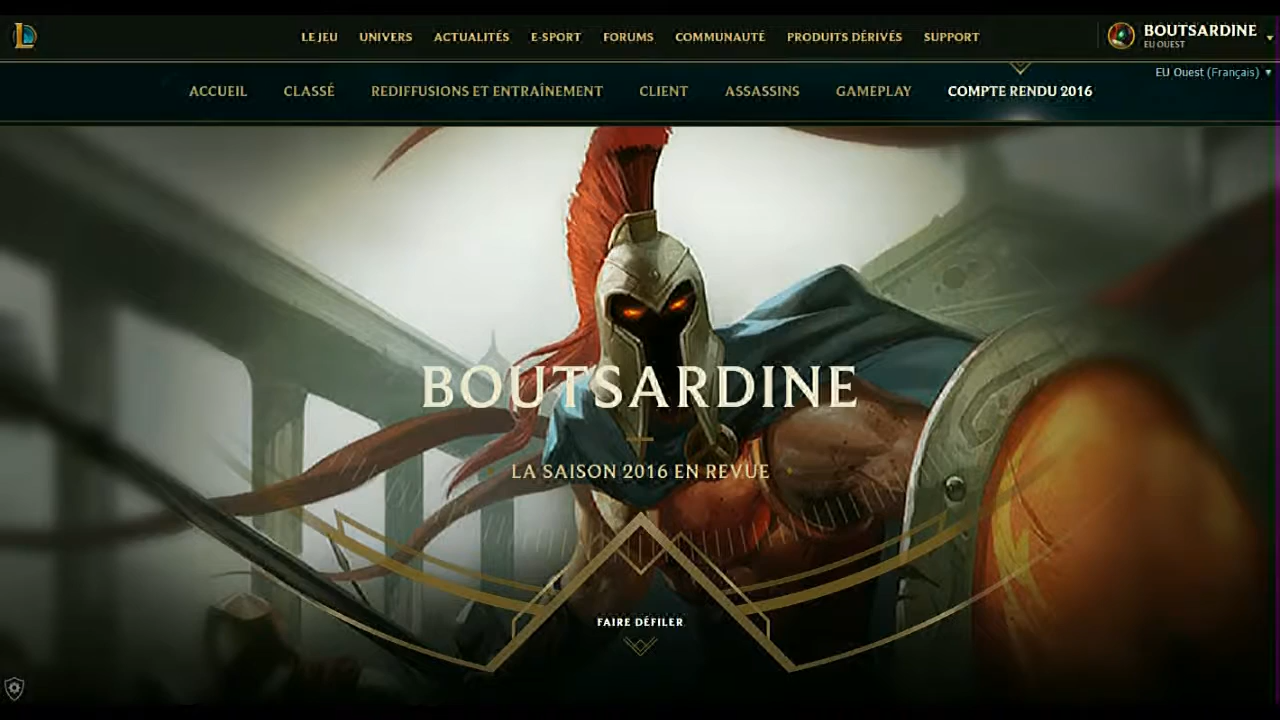 LE JEU UNIVERS ACTUALITÉS E-SPORT FORUMS COMMUNAUTÉ PRODUITS DÉRIVÉS SUPPORT BOUTSARDINE
EU OUEST
EU Ouest (Français)
ACCUEIL CLASSÉ REDIFFUSIONS ET ENTRAÎNEMENT CLIENT ASSASSINS GAMEPLAY COMPTE RENDU 2016
BOUTSARDINE
LA SAISON 2016 EN REVUE
FAIRE DÉFILER